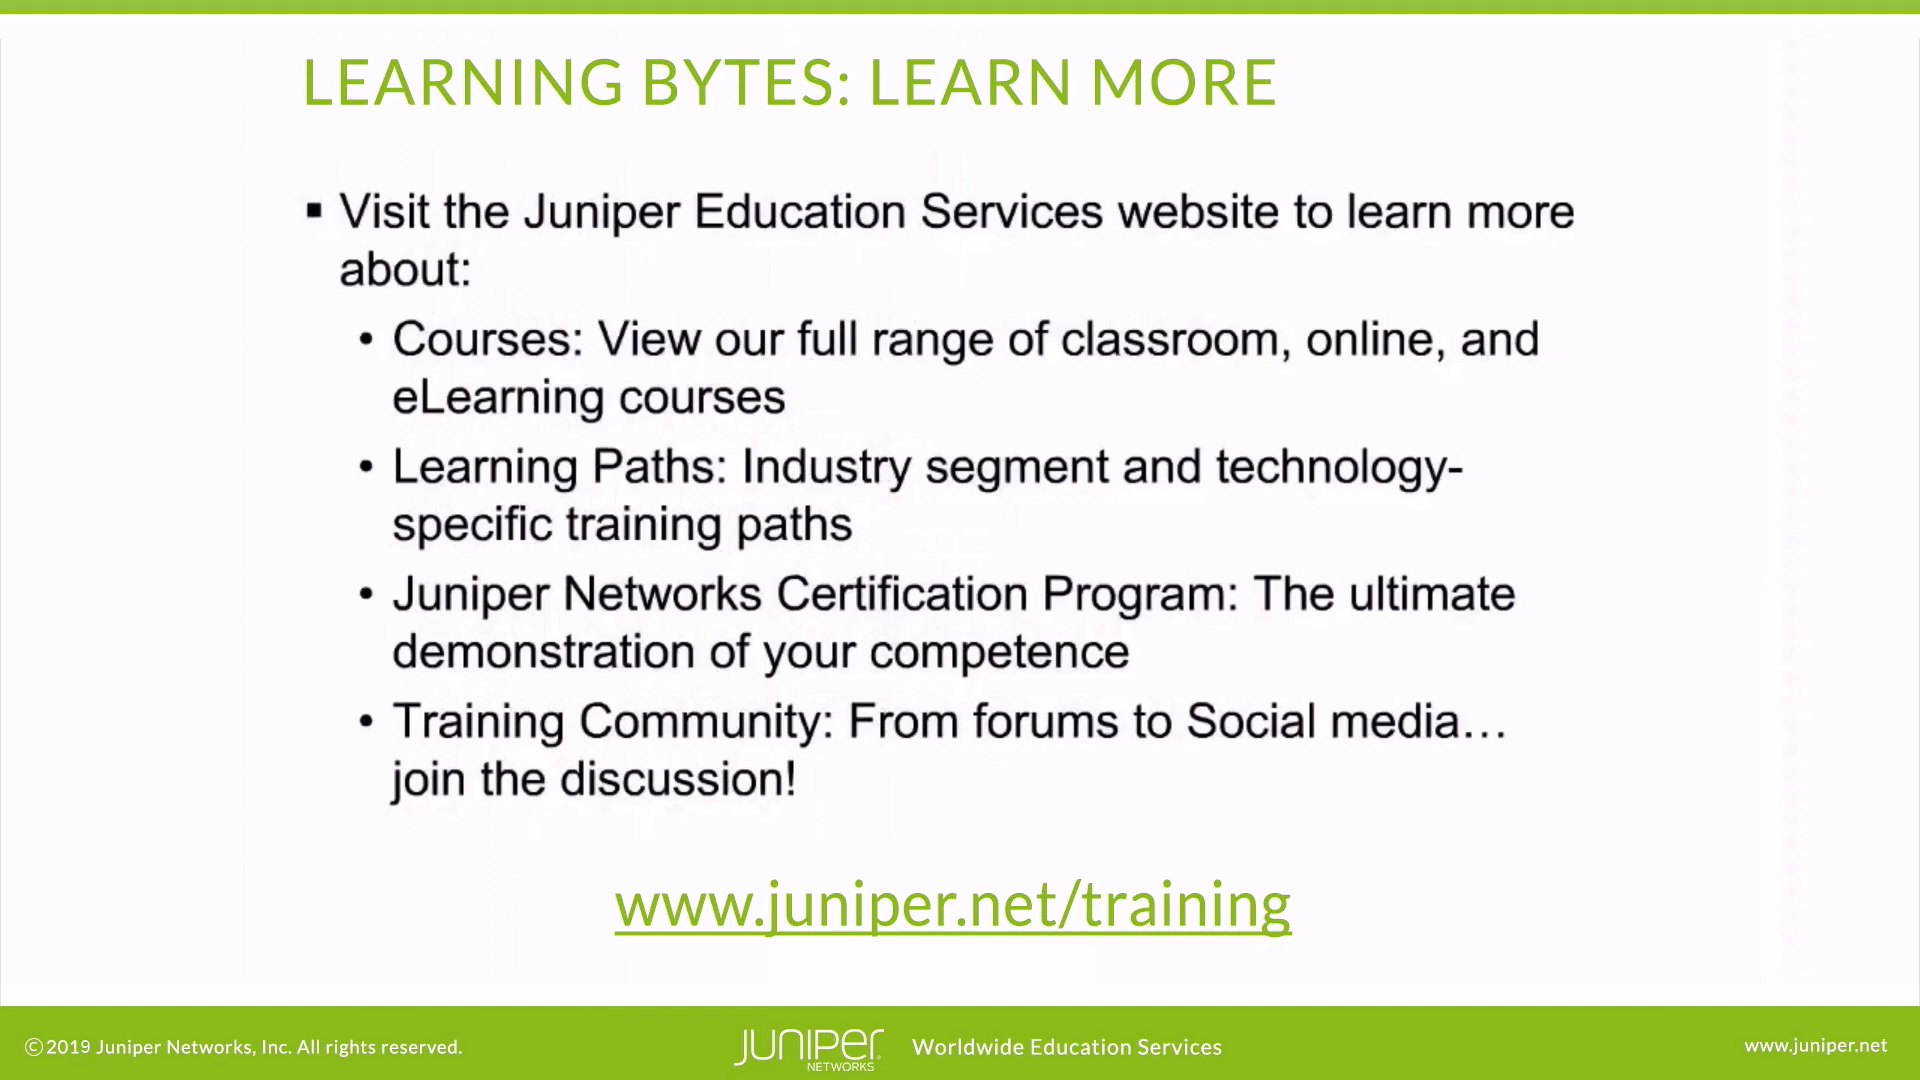 LEARNING BYTES: LEARN MORE
▪ Visit the Juniper Education Services website to learn more
about:
• Courses: View our full range of classroom, online, and
eLearning courses
• Learning Paths: Industry segment and technology-
specific training paths
• Juniper Networks Certification Program: The ultimate
demonstration of your competence
• Training Community: From forums to Social media…
join the discussion!
www.juniper.net/training
©2019 Juniper Networks, Inc. All rights reserved.
JUNIPER NETWORKS
Worldwide Education Services
www.juniper.net